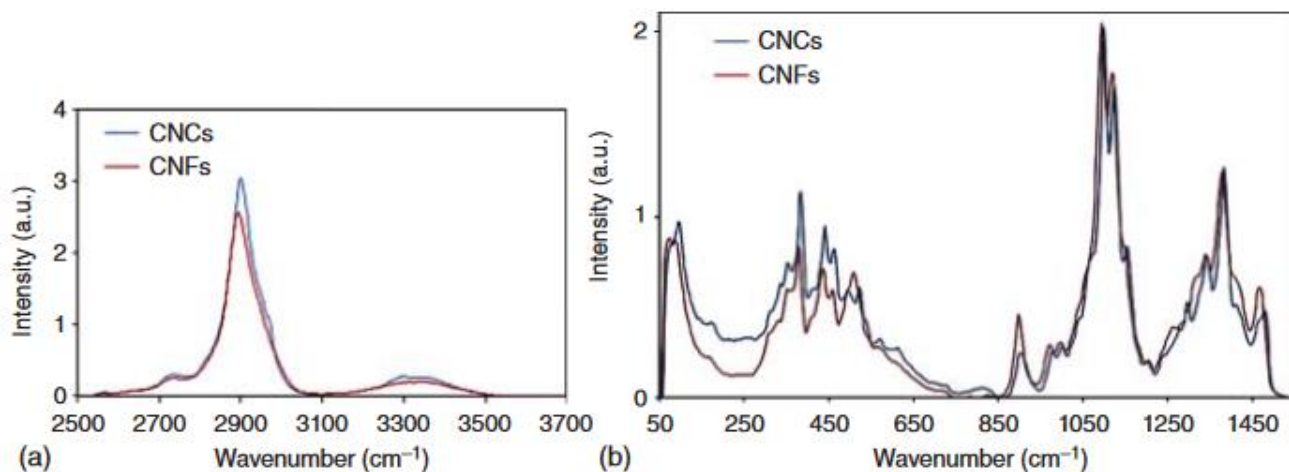 4
3
2
1
0
Intensity (a.u.)
CNCs
CNFs
2500 2700 2900 3100 3300 3500 3700
(a) Wavenumber (cm–1)
2
1
0
Intensity (a.u.)
CNCs
CNFs
50 250 450 650 850 1050 1250 1450
(b) Wavenumber (cm–1)